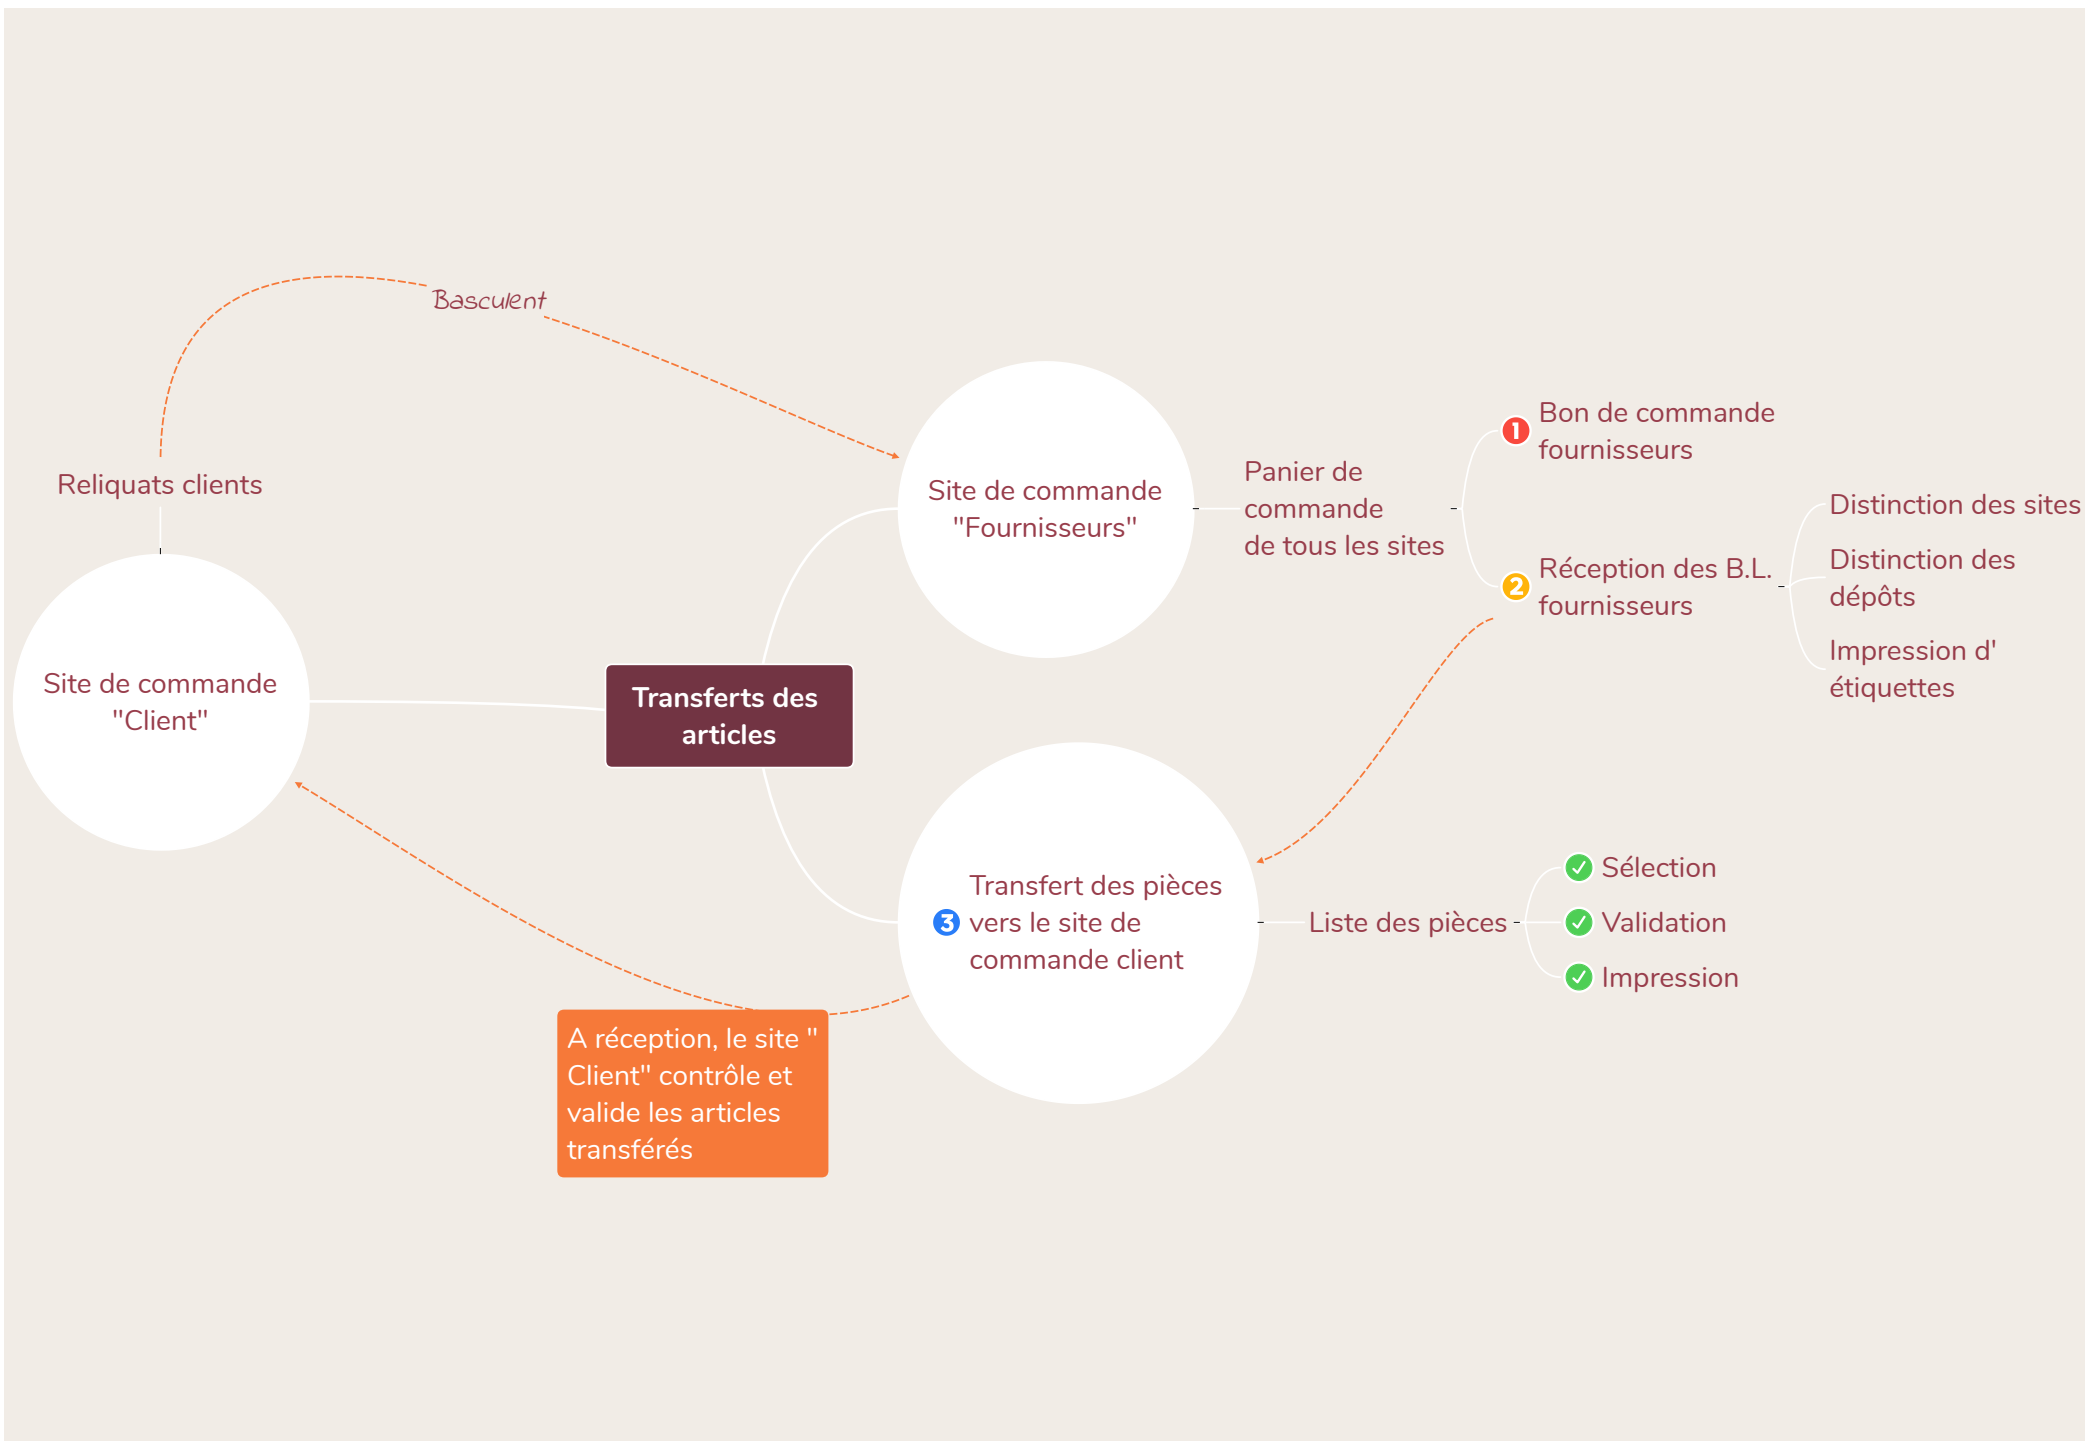 Basculent
Reliquats clients
Site de commande
"Client"
Transferts des
articles
Site de commande
"Fournisseurs"
Panier de
commande
de tous les sites
1
Bon de commande
fournisseurs
2
Réception des B.L.
fournisseurs
Distinction des sites
Distinction des
dépôts
Impression d'
étiquettes
3
Transfert des pièces
vers le site de
commande client
Liste des pièces
Sélection
Validation
Impression
A réception, le site "
Client" contrôle et
valide les articles
transférés